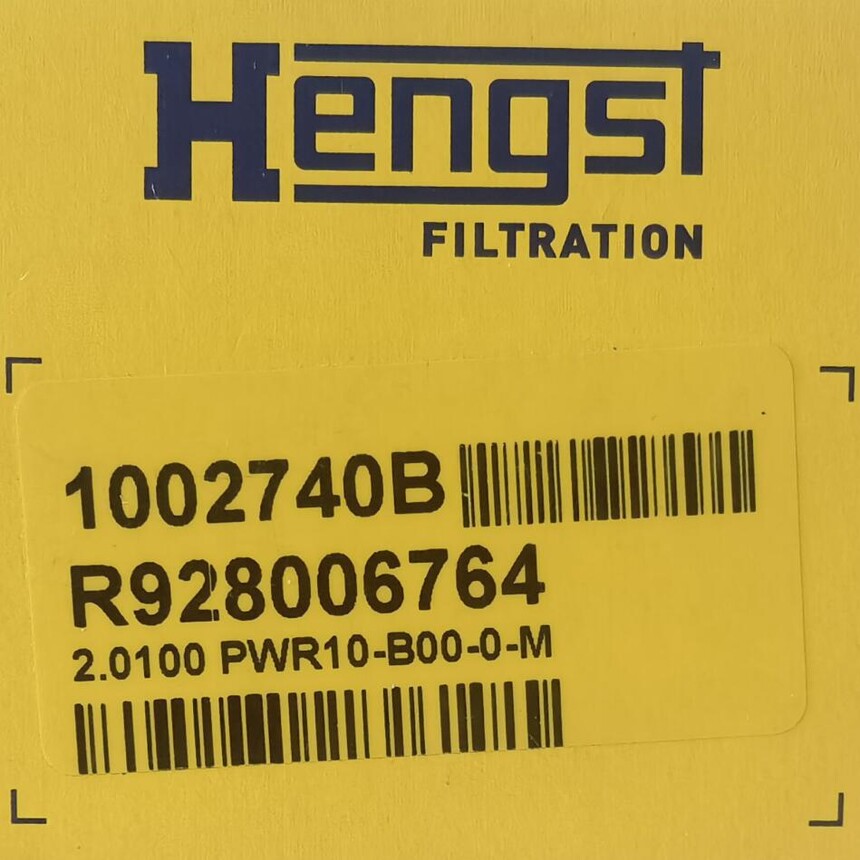 Hengst
FILTRATION
1002740B
R928006764
2.0100 PWR10-B00-0-M